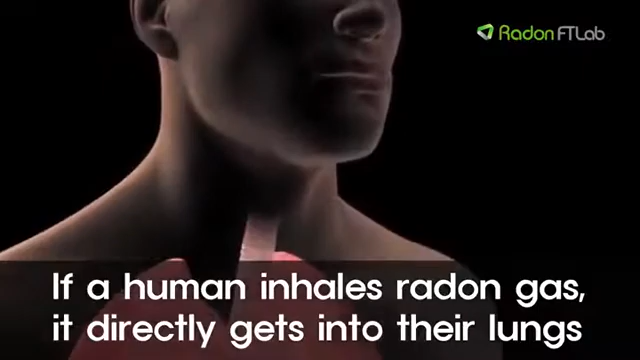 Radon FTLab
If a human inhales radon gas,
it directly gets into their lungs